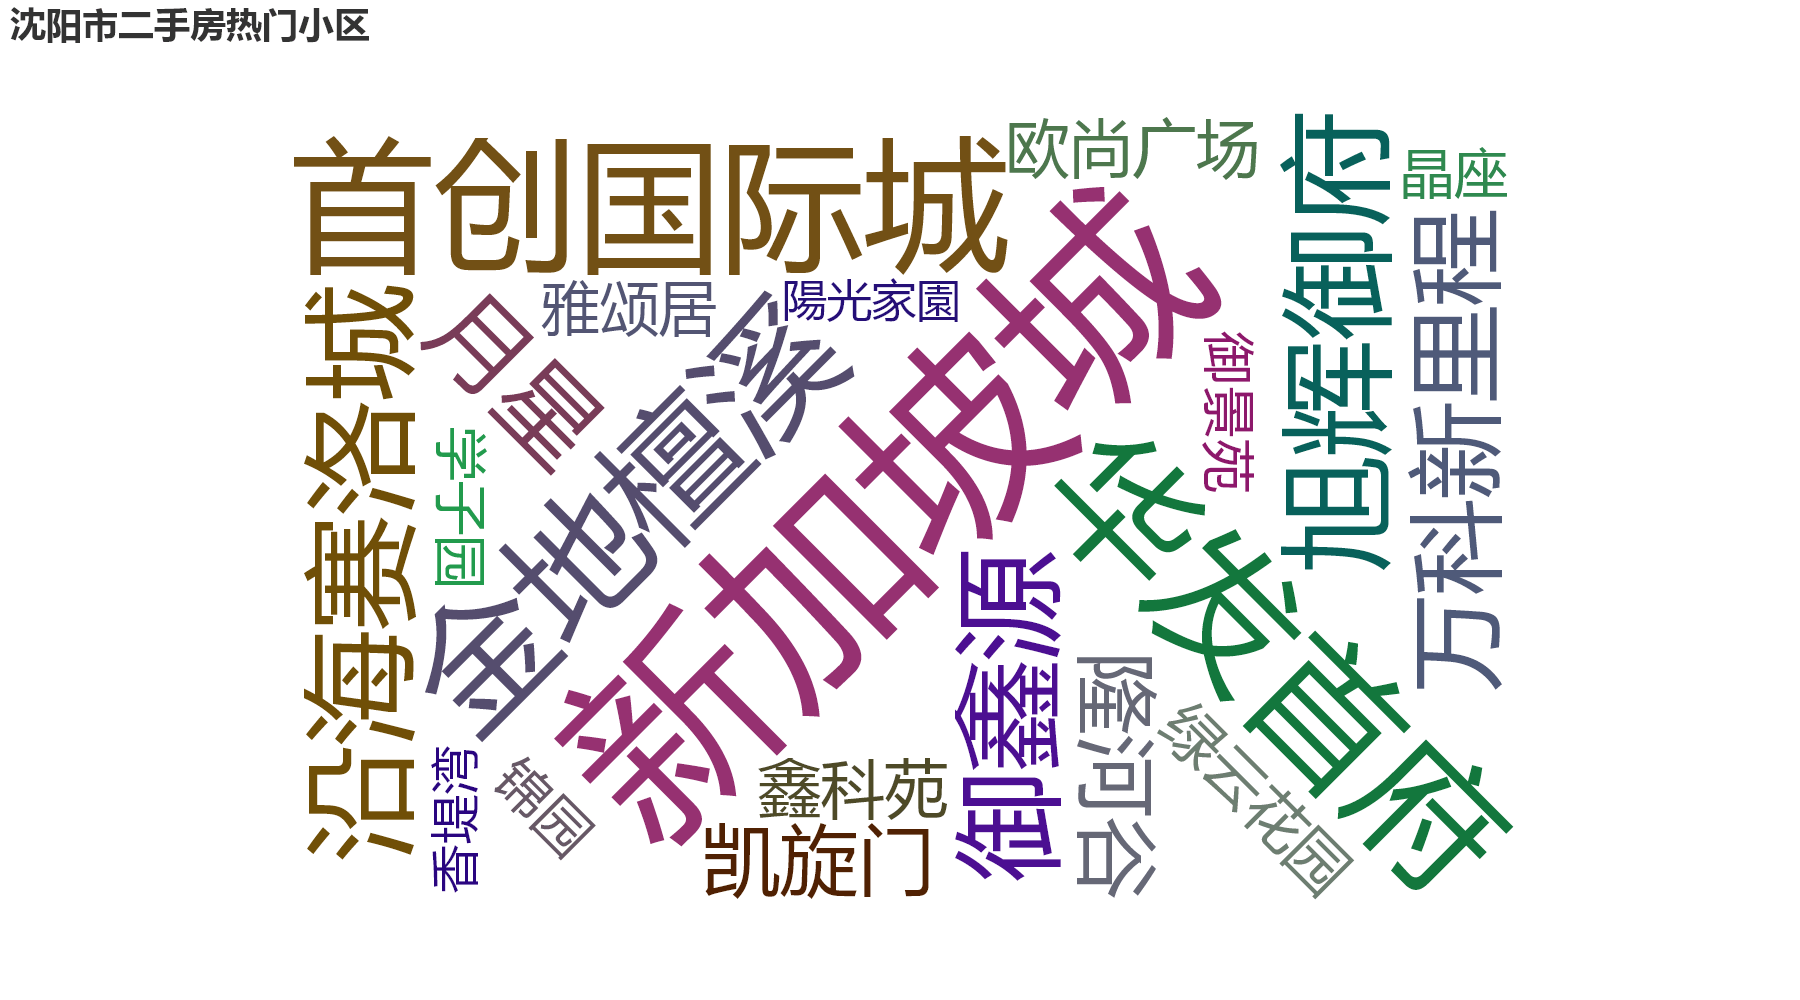 沈阳市二手房热门小区
首创国际城
欧尚广场
旭辉御府
晶座
万科新里程
沿海赛洛城
月星
雅颂居
陽光家園
金地檀溪
新加坡城
御景苑
学子园
华发首府
御鑫源
隆河谷
绿云花园
香堤湾
锦园
鑫科苑
凯旋门